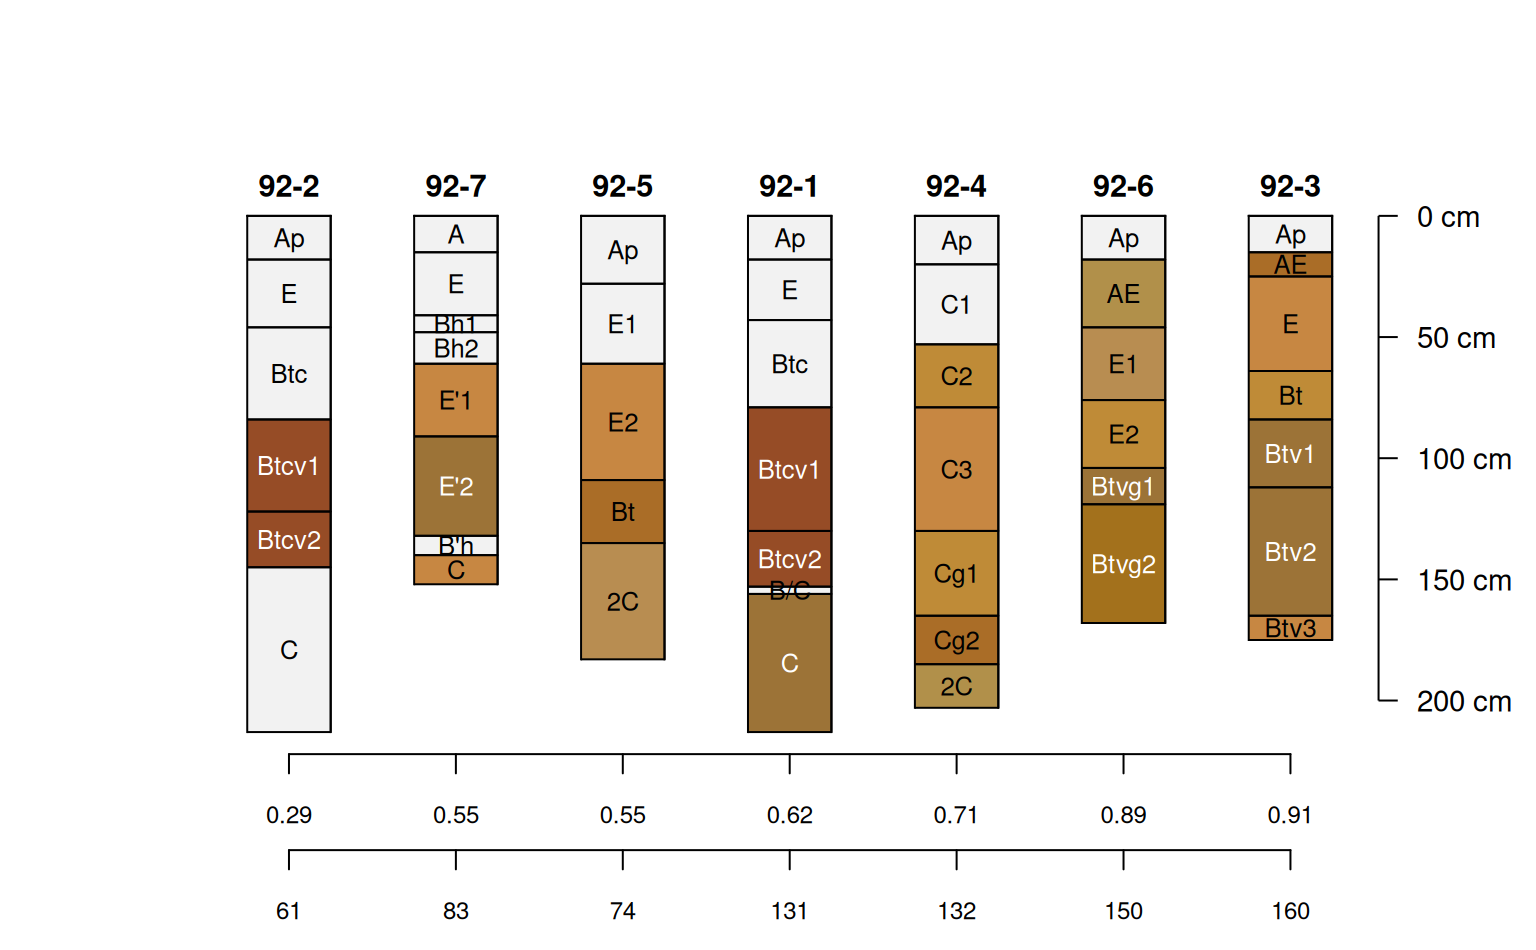 92-2 92-7 92-5 92-1 92-4 92-6 92-3
Ap A Ap Ap Ap Ap Ap 0 cm
E E E1 E C1 AE AE
Btc Bh1 E2 Btc C2 E1 E 50 cm
Btcv1 Bh2 Bt Btcv1 C3 E2 Bt
Btcv2 E'1 2C Btcv2 Cg1 Btvg1 Btv1 100 cm
C E'2 B/C Cg2 Btvg2 Btv2 150 cm
B'h C 2C Btv3
C 200 cm
0.29 0.55 0.55 0.62 0.71 0.89 0.91
61 83 74 131 132 150 160